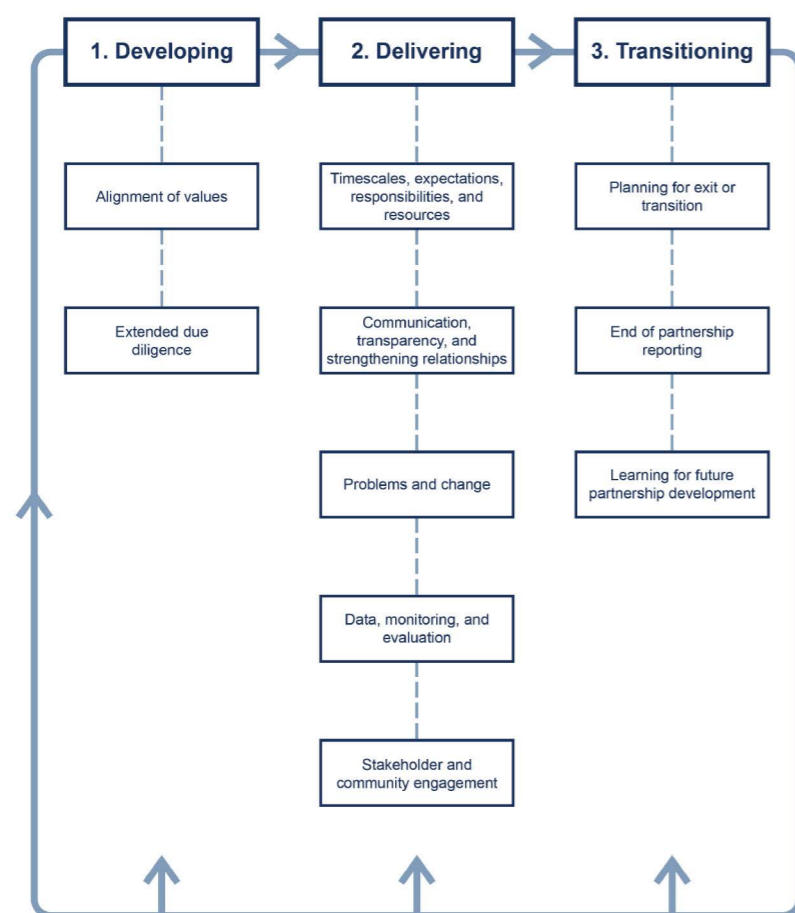 1. Developing
2. Delivering
3. Transitioning
Alignment of values
Extended due
diligence
Timescales, expectations,
responsibilities, and
resources
Communication,
transparency, and
strengthening relationships
Problems and change
Data, monitoring, and
evaluation
Stakeholder and
community engagement
Planning for exit or
transition
End of partnership
reporting
Learning for future
partnership development